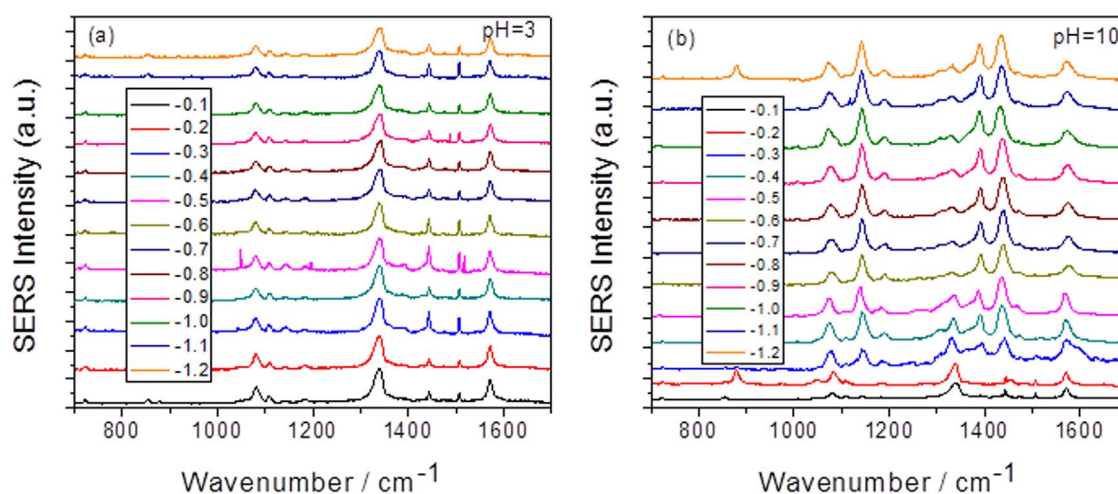 (a)
pH=3
SERS Intensity (a.u.)
-0.1
-0.2
-0.3
-0.4
-0.5
-0.6
-0.7
-0.8
-0.9
-1.0
-1.1
-1.2
800 1000 1200 1400 1600
Wavenumber / cm⁻¹
(b)
pH=10
SERS Intensity (a.u.)
-0.1
-0.2
-0.3
-0.4
-0.5
-0.6
-0.7
-0.8
-0.9
-1.0
-1.1
-1.2
800 1000 1200 1400 1600
Wavenumber / cm⁻¹